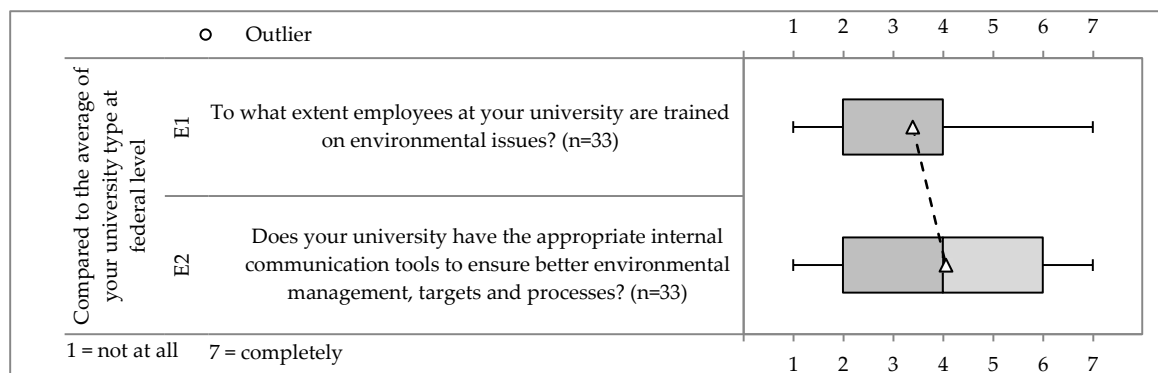 1 2 3 4 5 6 7
Outlier
Compared to the average of
your university type at
federal level
E1
To what extent employees at your university are trained
on environmental issues? (n=33)
E2
Does your university have the appropriate internal
communication tools to ensure better environmental
management, targets and processes? (n=33)
1 = not at all 7 = completely
1 2 3 4 5 6 7